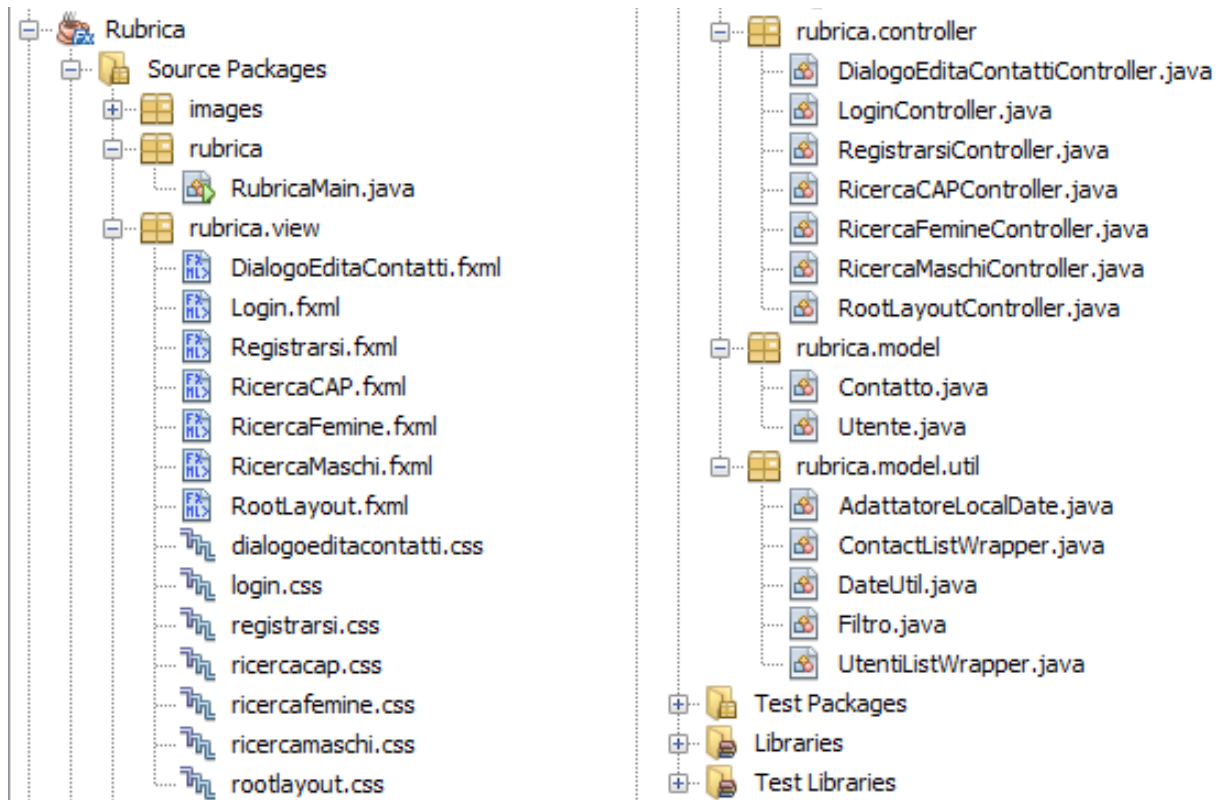 Rubrica
Source Packages
images
rubrica
RubricaMain.java
rubrica.view
DialogoEditaContatti.fxml
Login.fxml
Registrarsi.fxml
RicercaCAP.fxml
RicercaFemine.fxml
RicercaMaschi.fxml
RootLayout.fxml
dialogoeditacontatti.css
login.css
registrarsi.css
ricercacap.css
ricercafemine.css
ricercamaschi.css
rootlayout.css
rubrica.controller
DialogoEditaContattiController.java
LoginController.java
RegistrarsiController.java
RicercaCAPController.java
RicercaFemineController.java
RicercaMaschiController.java
RootLayoutController.java
rubrica.model
Contatto.java
Utente.java
rubrica.model.util
AdattatoreLocalDate.java
ContactListWrapper.java
DateUtil.java
Filtro.java
UtentiListWrapper.java
Test Packages
Libraries
Test Libraries